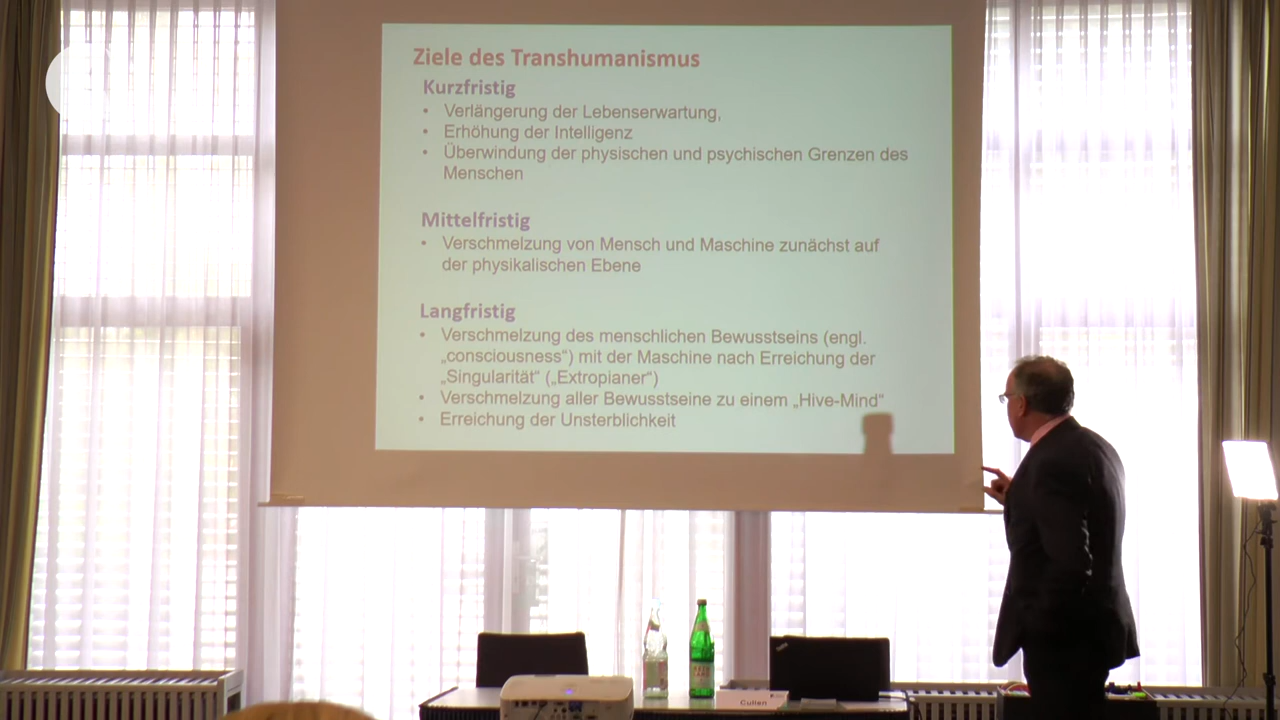 Ziele des Transhumanismus
Kurzfristig
• Verlängerung der Lebenserwartung,
• Erhöhung der Intelligenz
• Überwindung der physischen und psychischen Grenzen des
Menschen
Mittelfristig
• Verschmelzung von Mensch und Maschine zunächst auf
der physikalischen Ebene
Langfristig
• Verschmelzung des menschlichen Bewusstseins (engl.
„consciousness“) mit der Maschine nach Erreichung der
„Singularität“ („Extropianer“)
• Verschmelzung aller Bewusstseine zu einem „Hive-Mind“
• Erreichung der Unsterblichkeit
Cullen